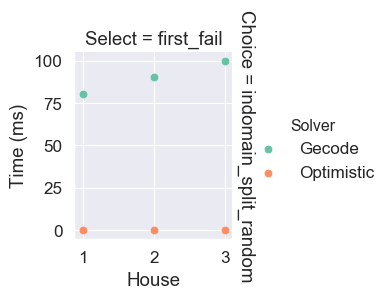 Select = first_fail
Choice = indomain_split_random
Time (ms)
100
75
50
25
0
1 2 3
House
Solver
Gecode
Optimistic